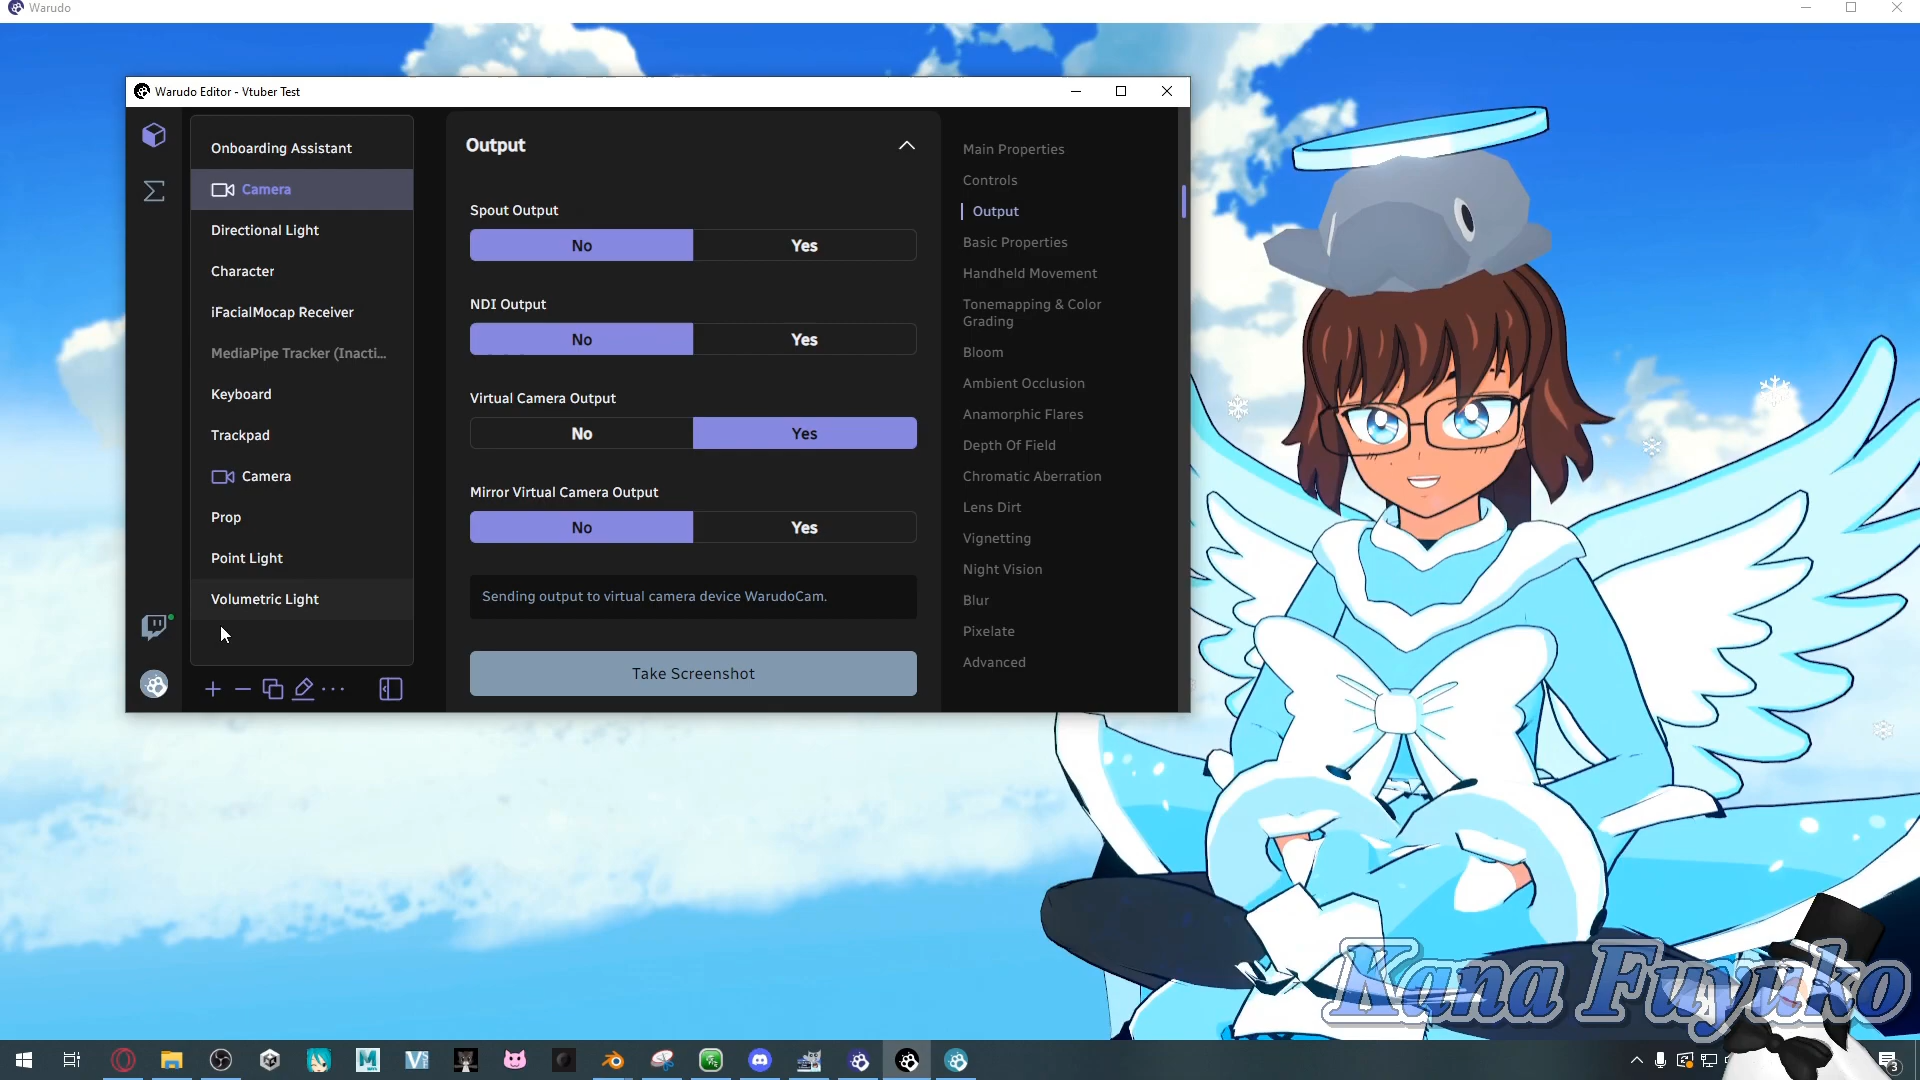 Warudo
Warudo Editor - Vtuber Test
Onboarding Assistant
Camera
Directional Light
Character
iFacialMocap Receiver
MediaPipe Tracker (Inacti...
Keyboard
Trackpad
Camera
Prop
Point Light
Volumetric Light
Output
Spout Output
No Yes
NDI Output
No Yes
Virtual Camera Output
No Yes
Mirror Virtual Camera Output
No Yes
Sending output to virtual camera device WarudoCam.
Take Screenshot
Main Properties
Controls
Output
Basic Properties
Handheld Movement
Tonemapping & Color
Grading
Bloom
Ambient Occlusion
Anamorphic Flares
Depth Of Field
Chromatic Aberration
Lens Dirt
Vignetting
Night Vision
Blur
Pixelate
Advanced
Kana Fuyuko
3